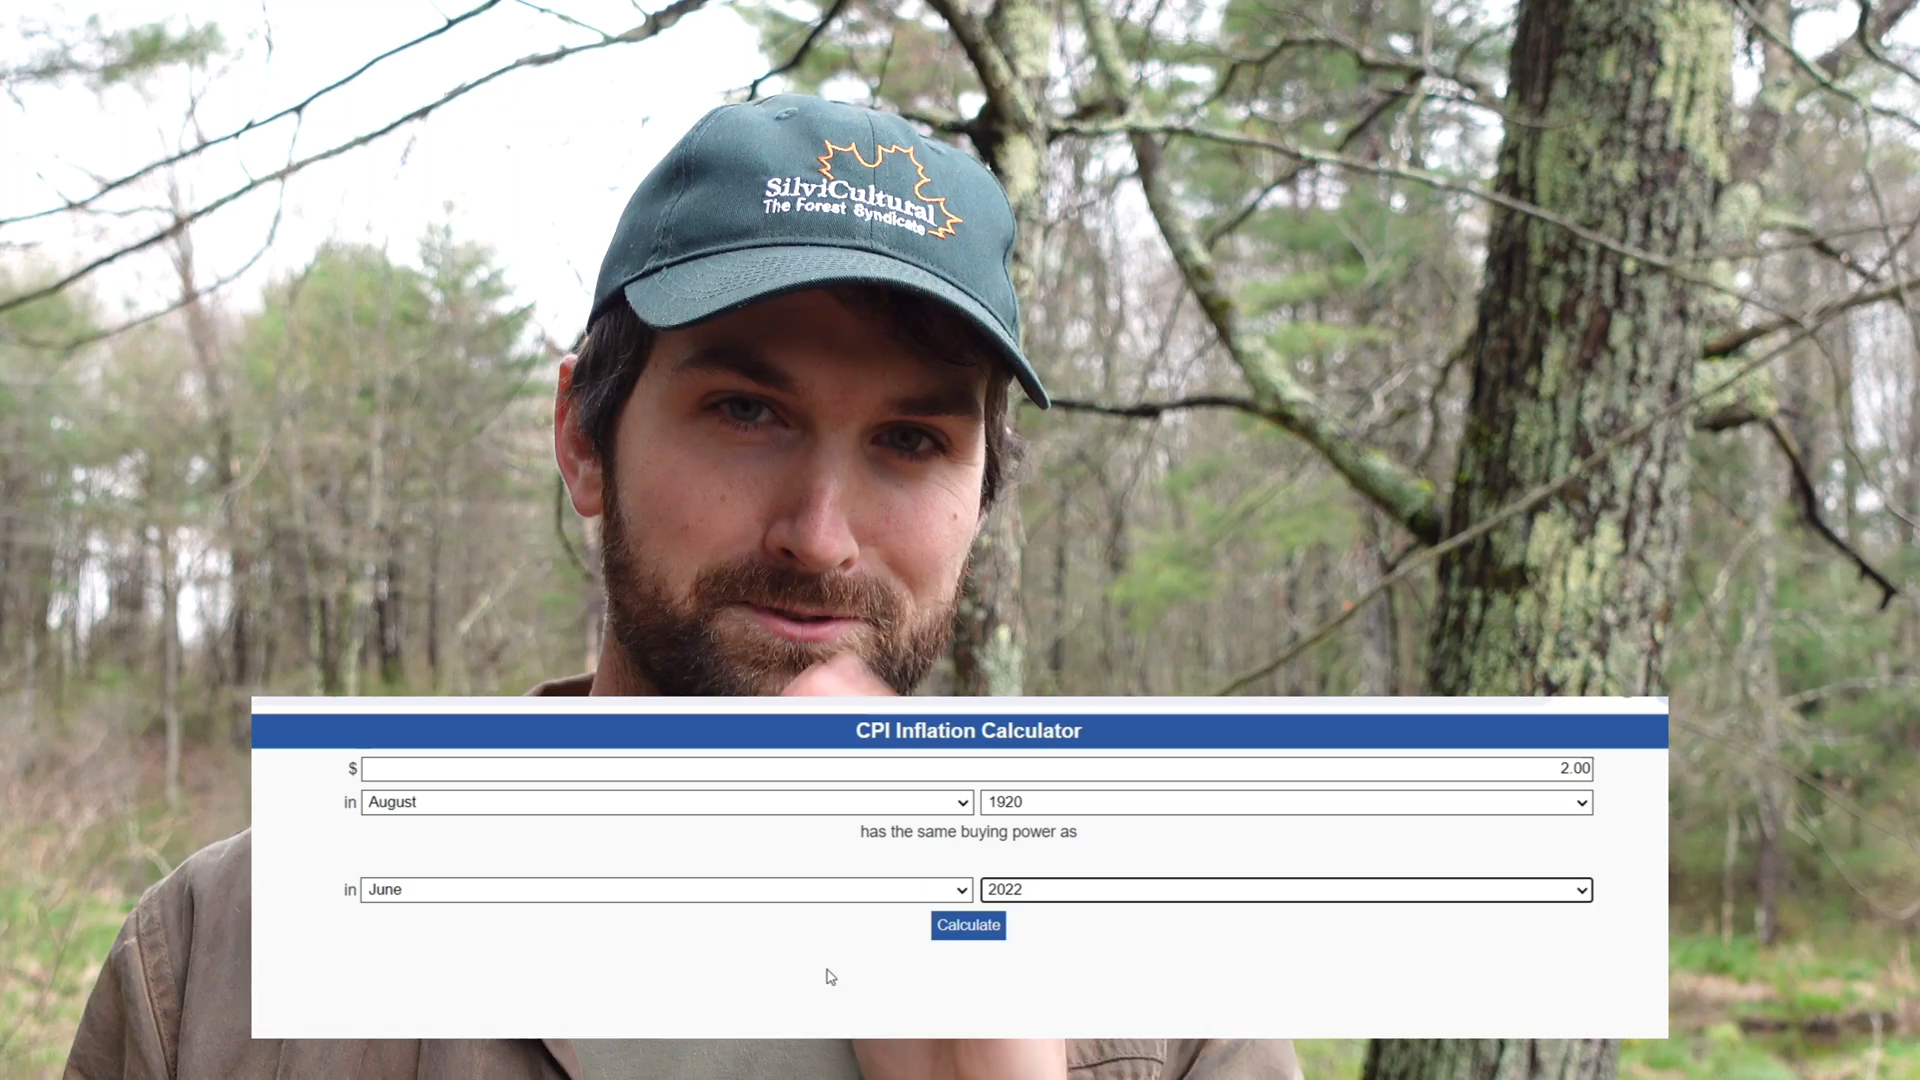 SilviCultural
The Forest Syndicate
CPI Inflation Calculator
$ 2.00
in August 1920
has the same buying power as
in June 2022
Calculate